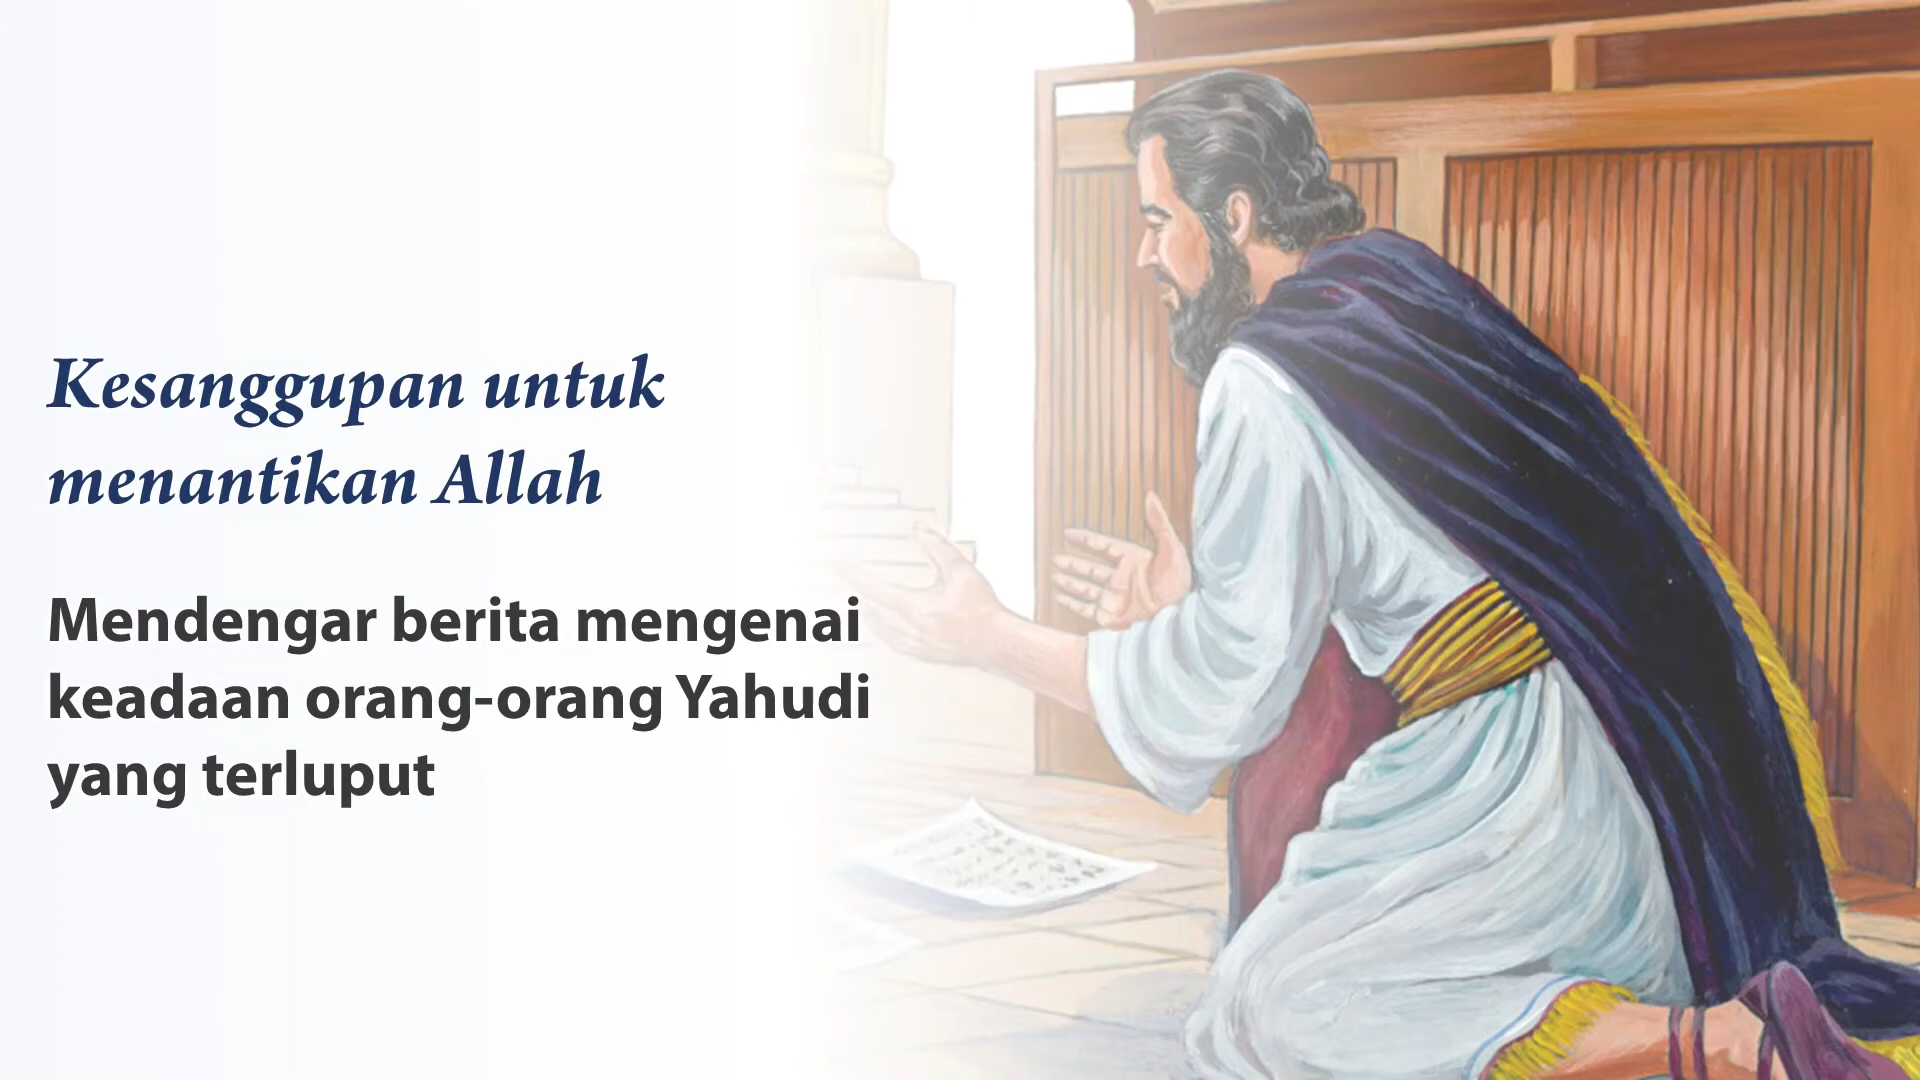 Kesanggupan untuk
menantikan Allah
Mendengar berita mengenai
keadaan orang-orang Yahudi
yang terluput